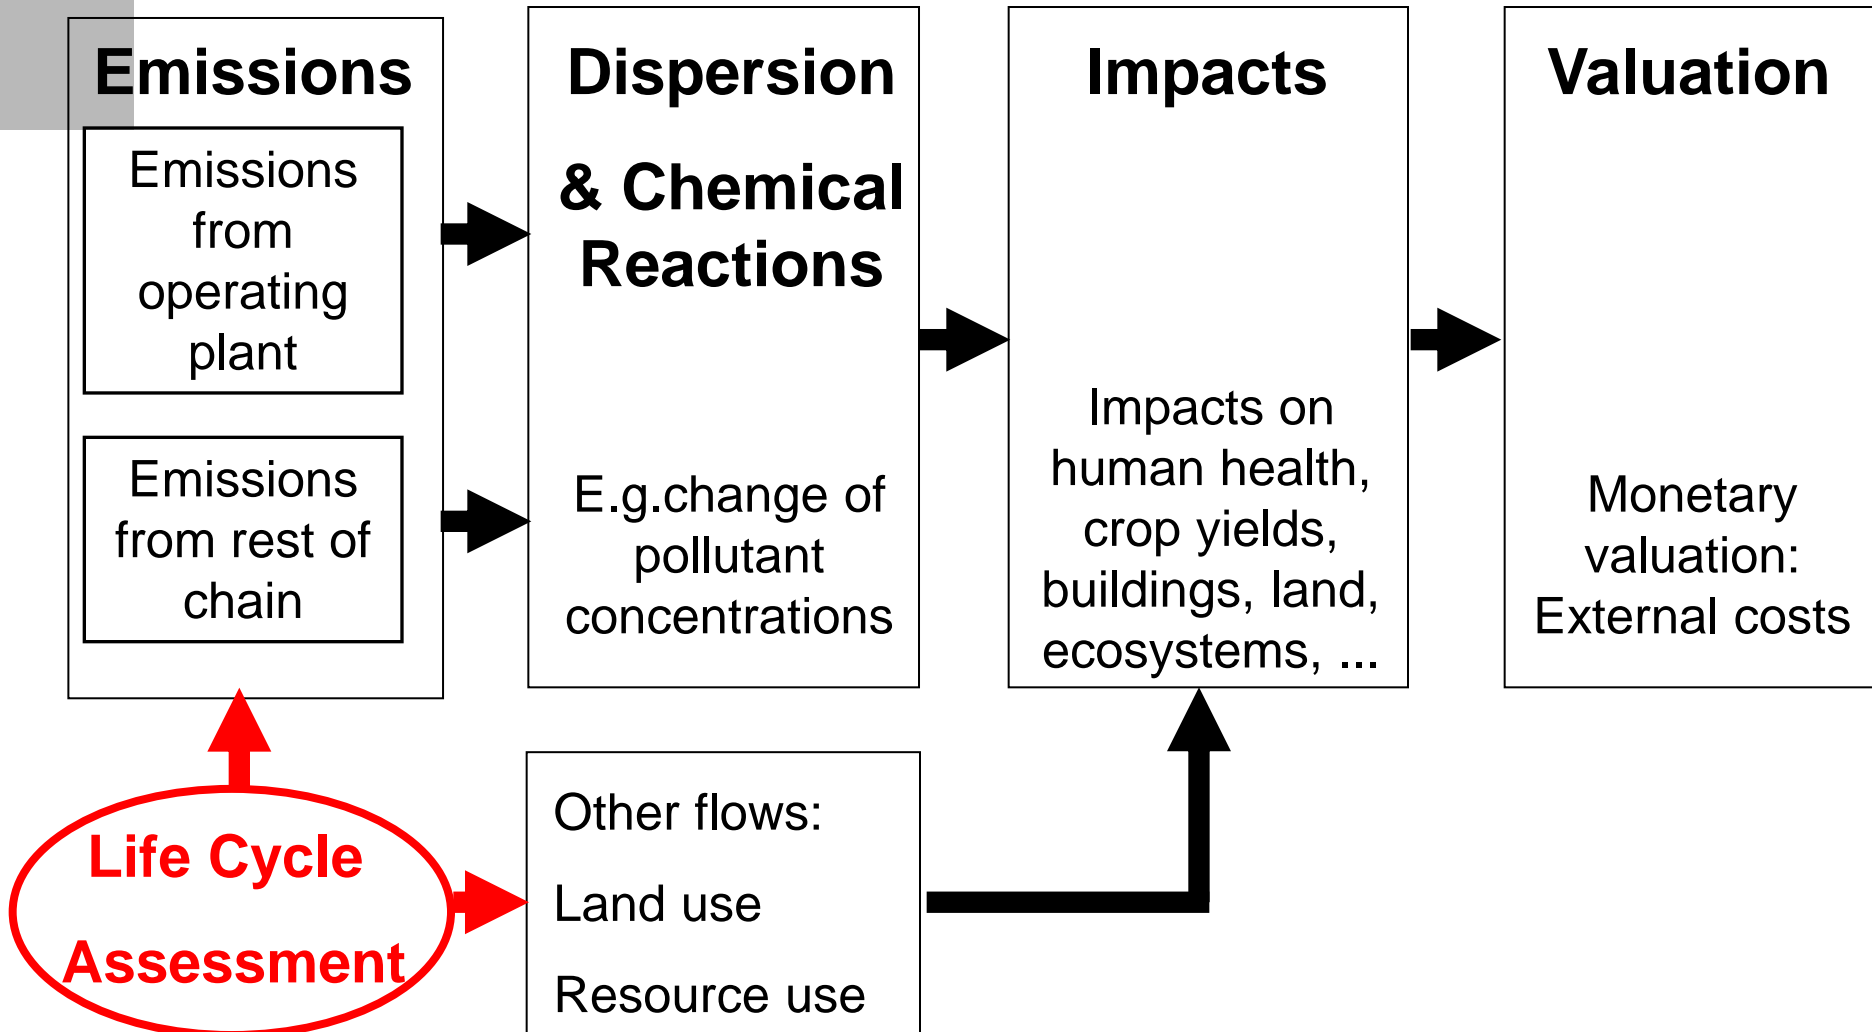 Emissions
Emissions
from
operating
plant
Emissions
from rest of
chain
Dispersion
& Chemical
Reactions
E.g.change of
pollutant
concentrations
Impacts
Impacts on
human health,
crop yields,
buildings, land,
ecosystems, ...
Valuation
Monetary
valuation:
External costs
Life Cycle
Assessment
Other flows:
Land use
Resource use